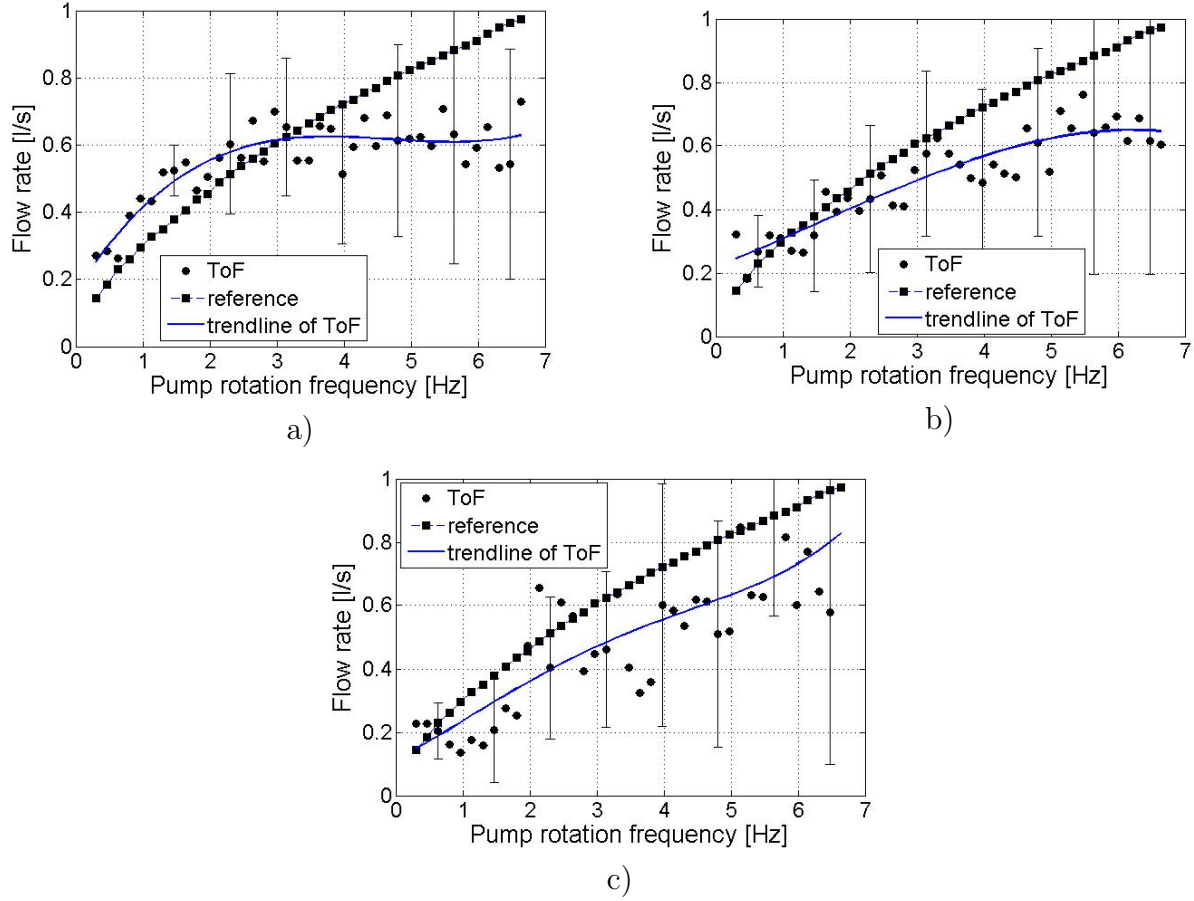 1
0.8
0.6
0.4
0.2
0
Flow rate [l/s]
ToF
reference
trendline of ToF
0 1 2 3 4 5 6 7
Pump rotation frequency [Hz]
a)
1
0.8
0.6
0.4
0.2
0
Flow rate [l/s]
ToF
reference
trendline of ToF
0 1 2 3 4 5 6 7
Pump rotation frequency [Hz]
b)
1
0.8
0.6
0.4
0.2
0
Flow rate [l/s]
ToF
reference
trendline of ToF
0 1 2 3 4 5 6 7
Pump rotation frequency [Hz]
c)